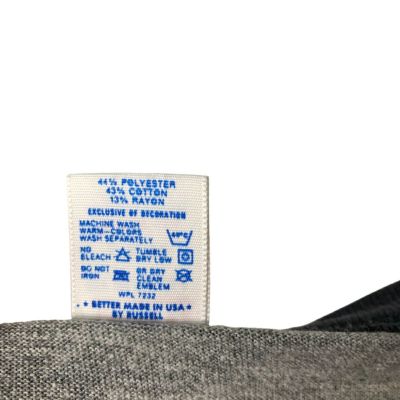 44% POLYESTER
43% COTTON
13% RAYON
EXCLUSIVE OF DECORATION
MACHINE WASH
WARM-COLORS
WASH SEPARATELY
40°C
NO BLEACH TUMBLE DRY LOW
DO NOT IRON OR DRY CLEAN EMBLEM
WPL 7232
★ BETTER MADE IN USA ★
BY RUSSELL